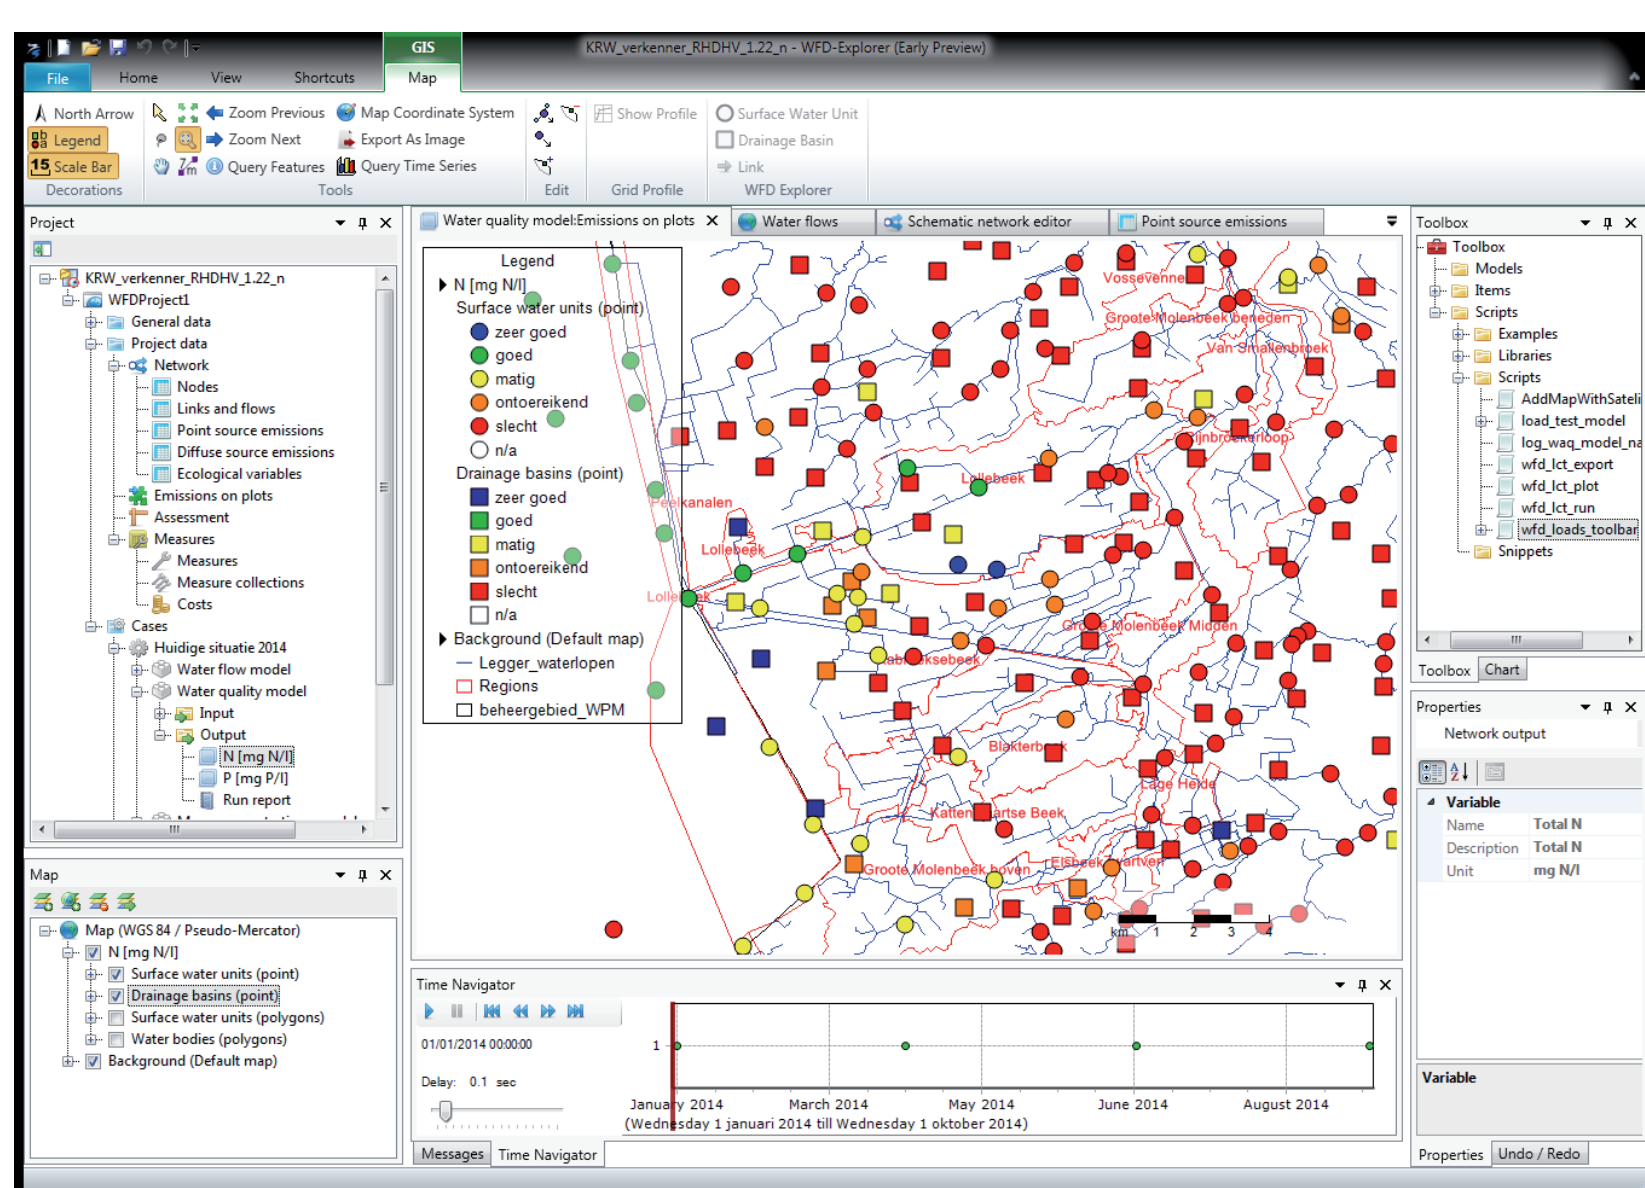 GIS
KRW_verkenner_RHDHV_1.22_n - WFD-Explorer (Early Preview)
File Home View Shortcuts Map
North Arrow
Legend
15 Scale Bar
Decorations
Zoom Previous
Zoom Next
Query Features
Map Coordinate System
Export As Image
Query Time Series
Tools
Edit
Show Profile
Grid Profile
Surface Water Unit
Drainage Basin
Link
WFD Explorer
Project
KRW_verkenner_RHDHV_1.22_n
WFDProject1
General data
Project data
Network
Nodes
Links and flows
Point source emissions
Diffuse source emissions
Ecological variables
Emissions on plots
Assessment
Measures
Measures
Measure collections
Costs
Cases
Huidige situatie 2014
Water flow model
Water quality model
Input
Output
N [mg N/l]
P [mg P/l]
Run report
Map
Map (WGS 84 / Pseudo-Mercator)
N [mg N/l]
Surface water units (point)
Drainage basins (point)
Surface water units (polygons)
Water bodies (polygons)
Background (Default map)
Water quality model:Emissions on plots
Water flows
Schematic network editor
Point source emissions
Legend
N [mg N/l]
Surface water units (point)
zeer goed
goed
matig
ontoereikend
slecht
n/a
Drainage basins (point)
zeer goed
goed
matig
ontoereikend
slecht
n/a
Background (Default map)
Legger_waterlopen
Regions
beheergebied_WPM
Vossevenne
Groote Molenbeek beneden
Van Smallenbroek
Lollebeek
Peelkanalen
Lollebeek
Groote Molenbeek Midden
Blakterbeek
Lage Heide
Groote Molenbeek boven
km 1 2 3 4
Time Navigator
01/01/2014 00:00:00
Delay: 0.1 sec
1
January 2014 March 2014 May 2014 June 2014 August 2014
(Wednesday 1 januari 2014 till Wednesday 1 oktober 2014)
Messages Time Navigator
Toolbox
Toolbox
Models
Items
Scripts
Examples
Libraries
Scripts
AddMapWithSateli
load_test_model
log_waq_model_na
wfd_lct_export
wfd_lct_plot
wfd_lct_run
wfd_loads_toolbar
Snippets
Toolbox Chart
Properties
Network output
Variable
Name Total N
Description Total N
Unit mg N/l
Variable
Properties Undo / Redo